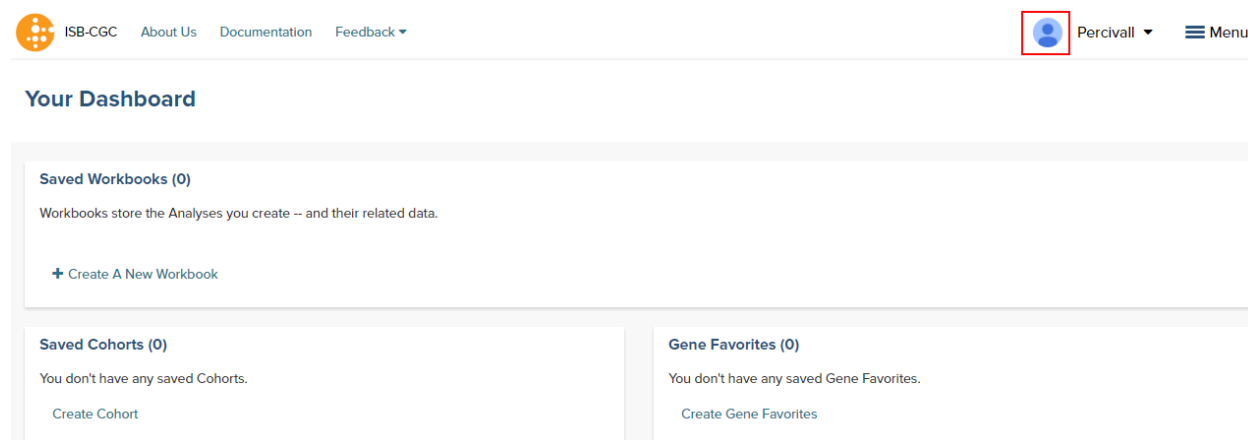 ISB-CGC About Us Documentation Feedback Percivall Menu
Your Dashboard
Saved Workbooks (0)
Workbooks store the Analyses you create -- and their related data.
+ Create A New Workbook
Saved Cohorts (0)
You don't have any saved Cohorts.
Create Cohort
Gene Favorites (0)
You don't have any saved Gene Favorites.
Create Gene Favorites